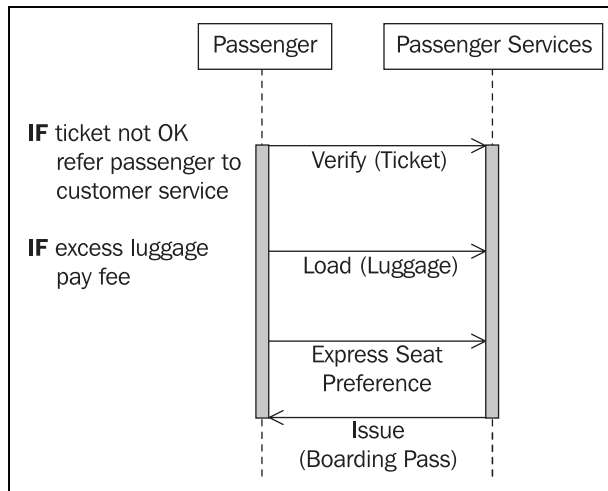 Passenger
Passenger Services
IF ticket not OK
refer passenger to
customer service
Verify (Ticket)
IF excess luggage
pay fee
Load (Luggage)
Express Seat
Preference
Issue
(Boarding Pass)